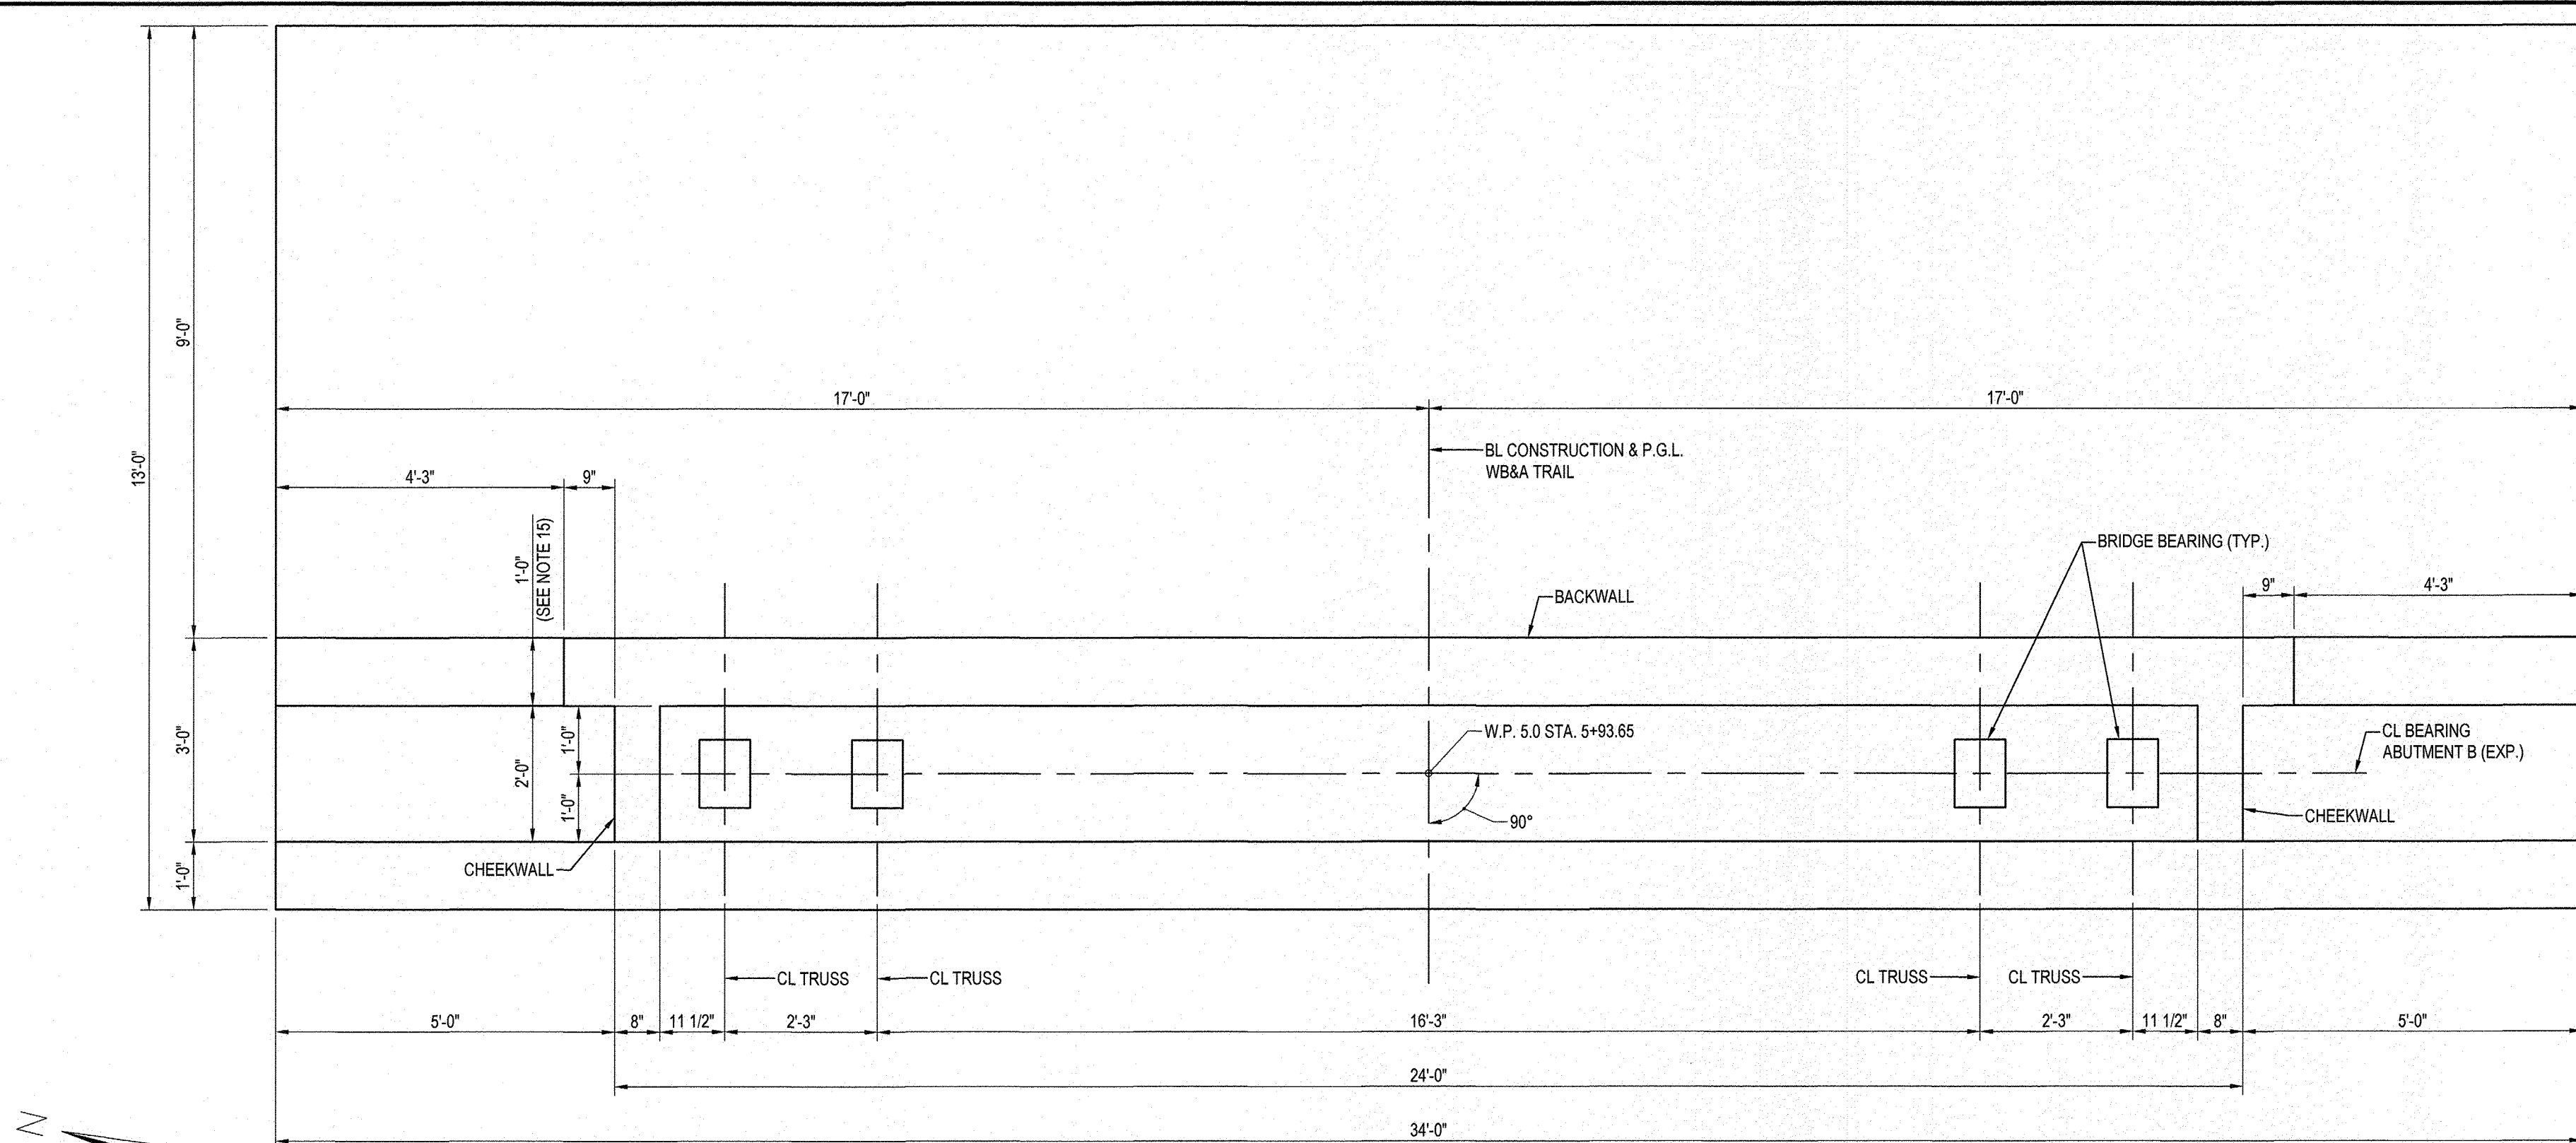 13'-0"
9'-0"
17'-0"
17'-0"
BL CONSTRUCTION & P.G.L.
WB&A TRAIL
4'-3"
9"
1'-0"
(SEE NOTE 15)
BRIDGE BEARING (TYP.)
BACKWALL
9"
4'-3"
3'-0"
2'-0"
1'-0"
1'-0"
W.P. 5.0 STA. 5+93.65
90°
CL BEARING
ABUTMENT B (EXP.)
CHEEKWALL
CHEEKWALL
1'-0"
CL TRUSS
CL TRUSS
CL TRUSS
CL TRUSS
5'-0"
8"
11 1/2"
2'-3"
16'-3"
2'-3"
11 1/2"
8"
5'-0"
24'-0"
N
34'-0"